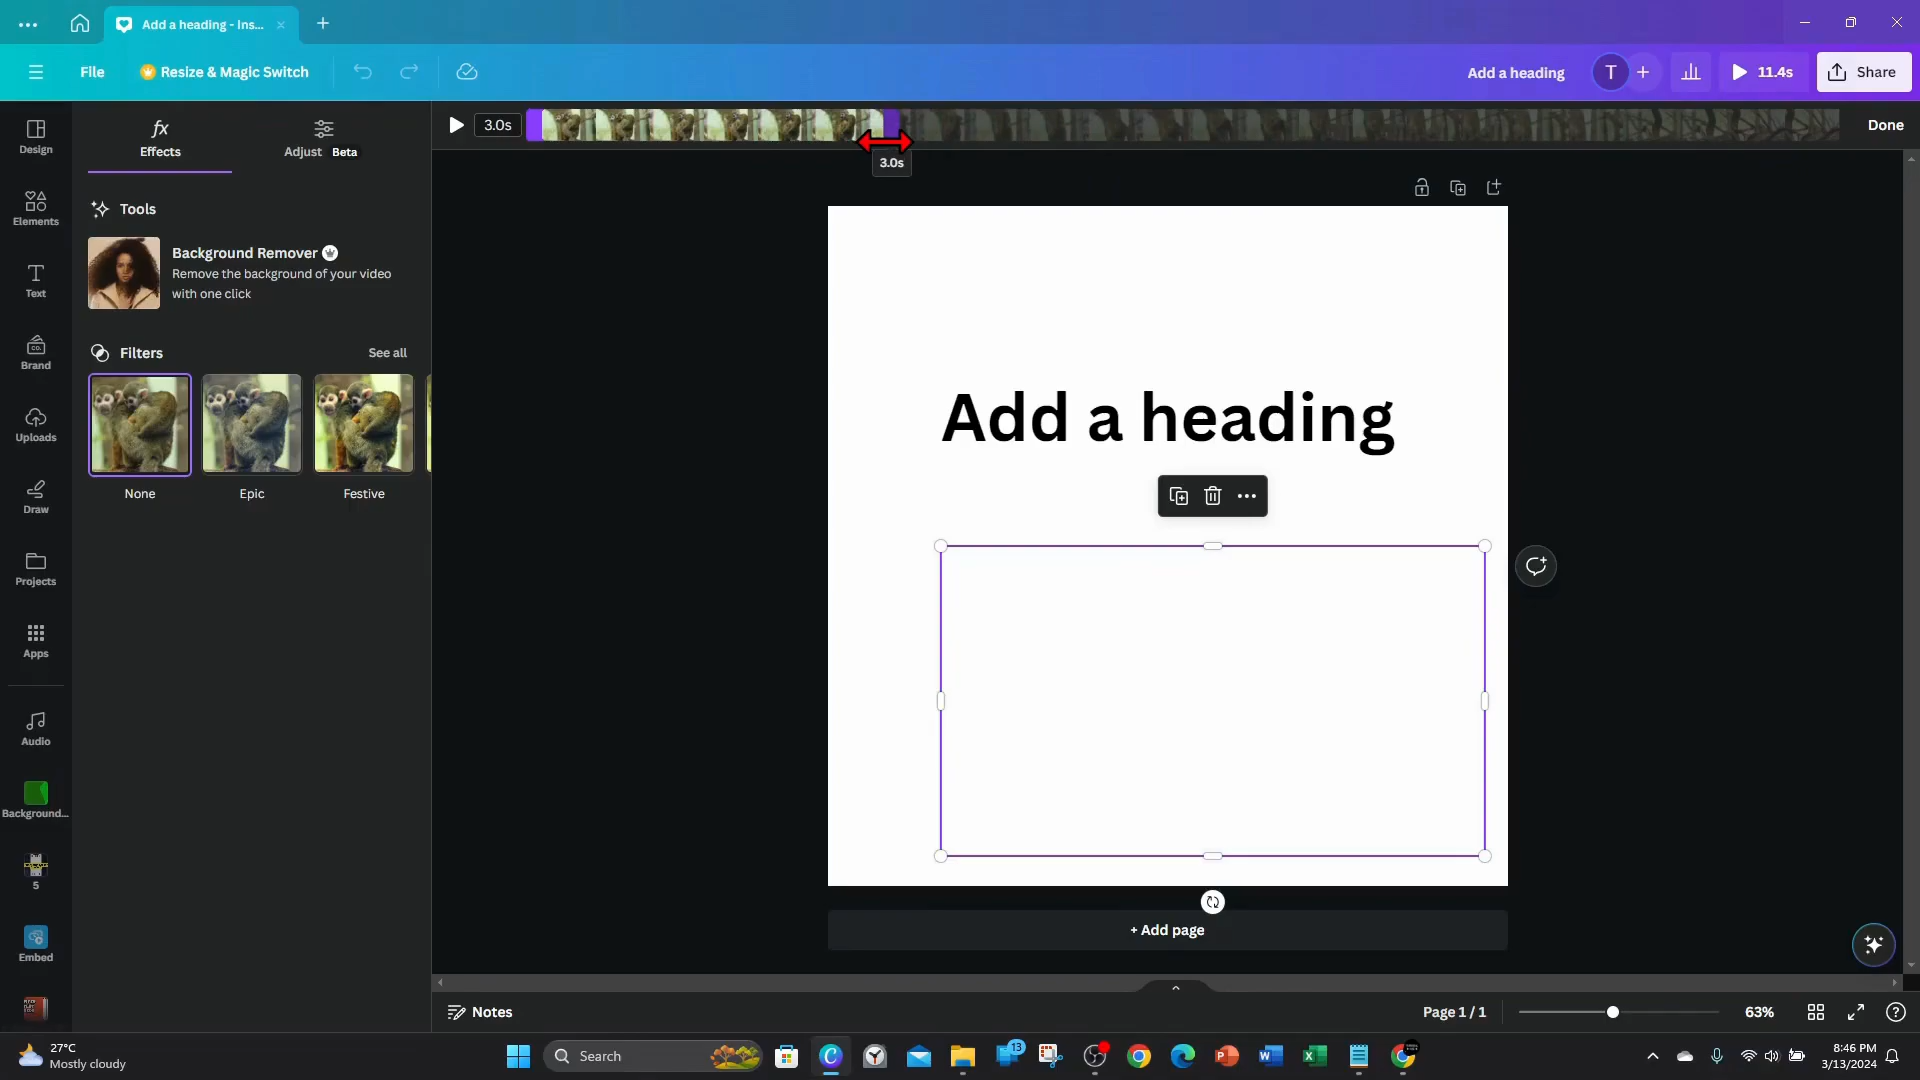 Add a heading - Ins...
File
Resize & Magic Switch
Add a heading
T
11.4s
Share
Design
Elements
Text
Brand
Uploads
Draw
Projects
Apps
Audio
Background...
5
Embed
fx
Effects
Adjust Beta
Tools
Background Remover
Remove the background of your video
with one click
Filters
See all
None
Epic
Festive
3.0s
Done
3.0s
Add a heading
+ Add page
Notes
Page 1 / 1
63%
27°C
Mostly cloudy
Search
13
8:46 PM
3/13/2024